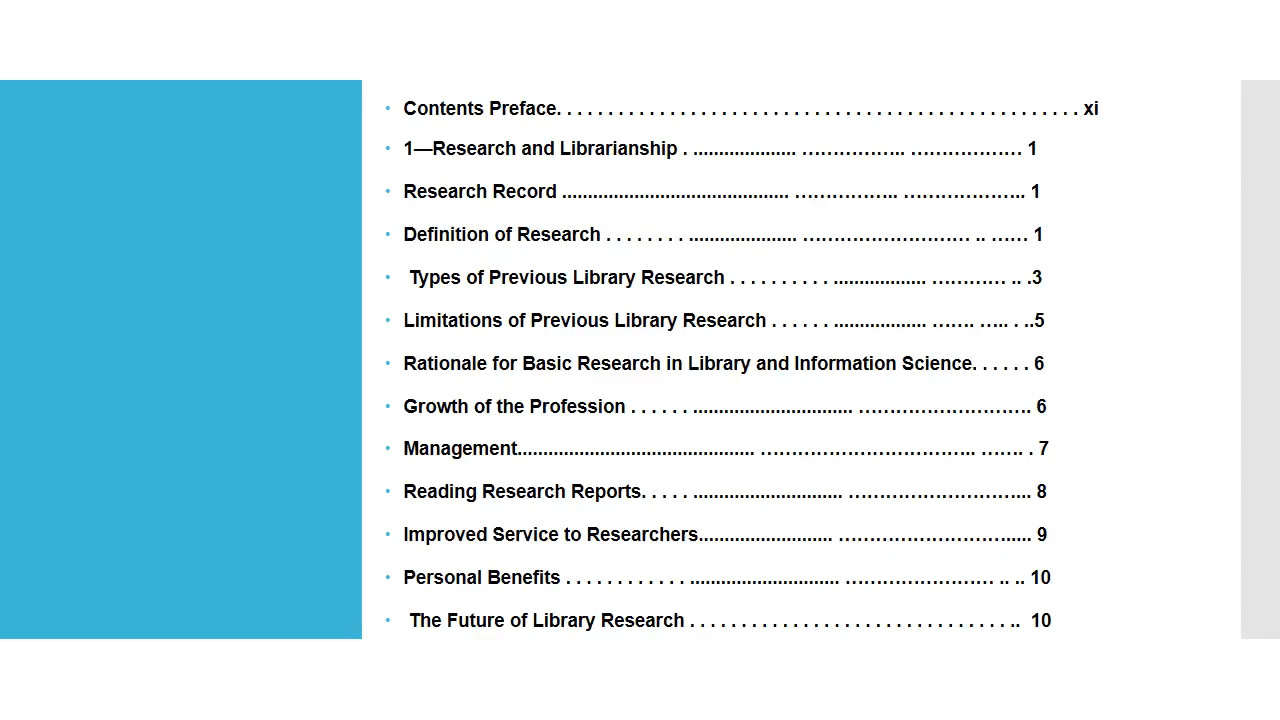 • Contents Preface. . . . . . . . . . . . . . . . . . . . . . . . . . . . . . . . . . . . . . . . . . . . . . . . . . . xi
• 1—Research and Librarianship . .................... …………….. ……………… 1
• Research Record ............................................ …………….. ……………….. 1
• Definition of Research . . . . . . . . ..................... ……………………… .. …… 1
• Types of Previous Library Research . . . . . . . . . . .................. ………… .. .3
• Limitations of Previous Library Research . . . . . . .................. ……. ….. . ..5
• Rationale for Basic Research in Library and Information Science. . . . . . 6
• Growth of the Profession . . . . . . ............................... ………………………. 6
• Management.............................................. …………………………….. ……. . 7
• Reading Research Reports. . . . . ............................. ……………………….... 8
• Improved Service to Researchers.......................... ……………………...... 9
• Personal Benefits . . . . . . . . . . . . ............................. …………………… .. .. 10
• The Future of Library Research . . . . . . . . . . . . . . . . . . . . . . . . . . . . . . . .. 10